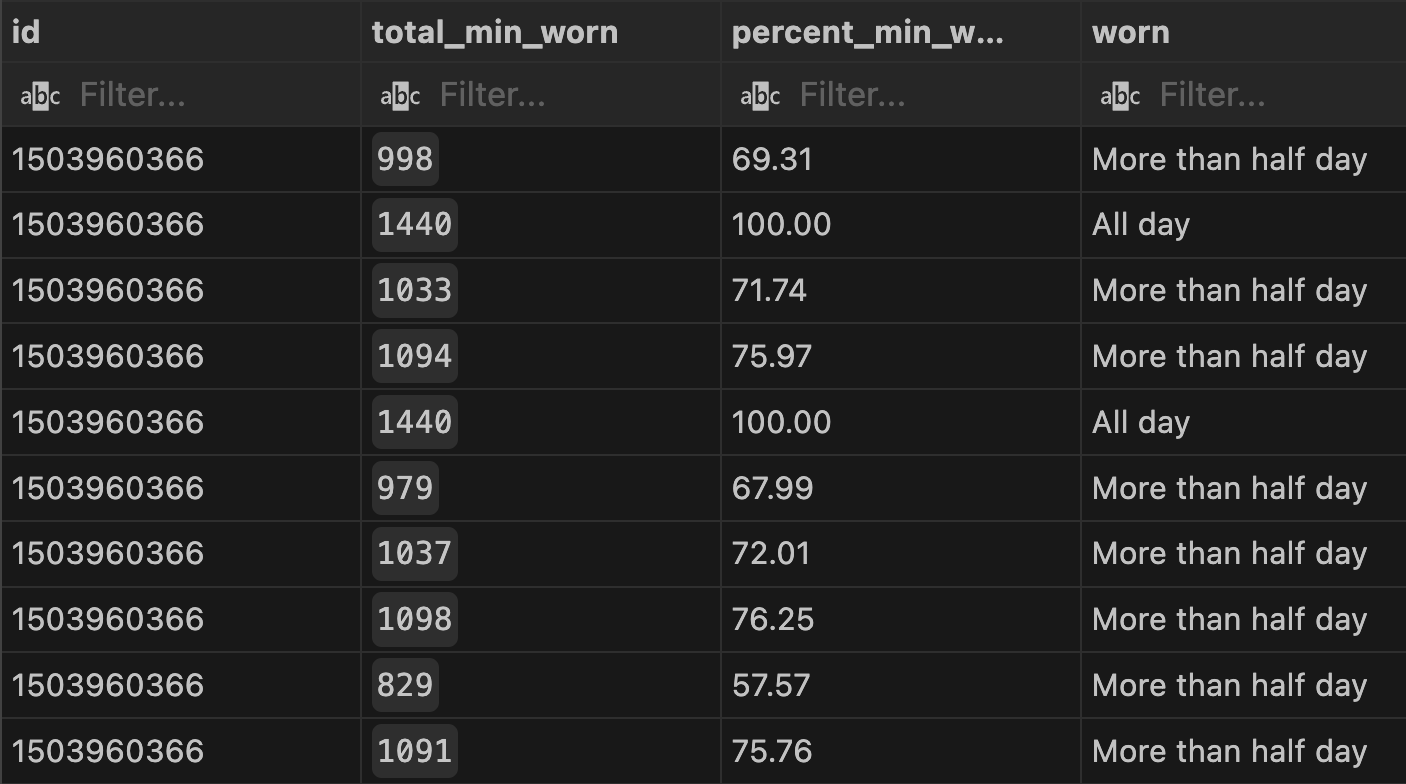 id total_min_worn percent_min_w... worn
abc Filter... abc Filter... abc Filter... abc Filter...
1503960366 998 69.31 More than half day
1503960366 1440 100.00 All day
1503960366 1033 71.74 More than half day
1503960366 1094 75.97 More than half day
1503960366 1440 100.00 All day
1503960366 979 67.99 More than half day
1503960366 1037 72.01 More than half day
1503960366 1098 76.25 More than half day
1503960366 829 57.57 More than half day
1503960366 1091 75.76 More than half day